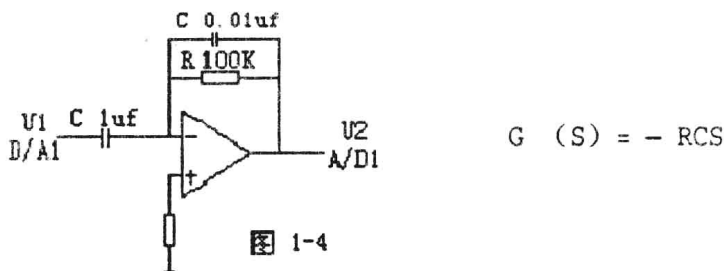 C 0.01uf
R 100K
C 1uf
U1
D/A1
−
+
U2
A/D1
G (S) = − RCS
图 1-4